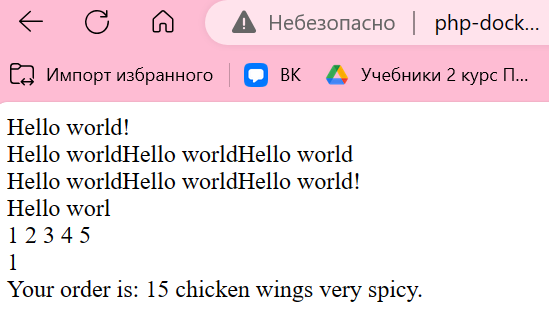 Небезопасно php-dock...
Импорт избранного ВК Учебники 2 курс П...
Hello world!
Hello worldHello worldHello world
Hello worldHello worldHello world!
Hello worl
1 2 3 4 5
1
Your order is: 15 chicken wings very spicy.